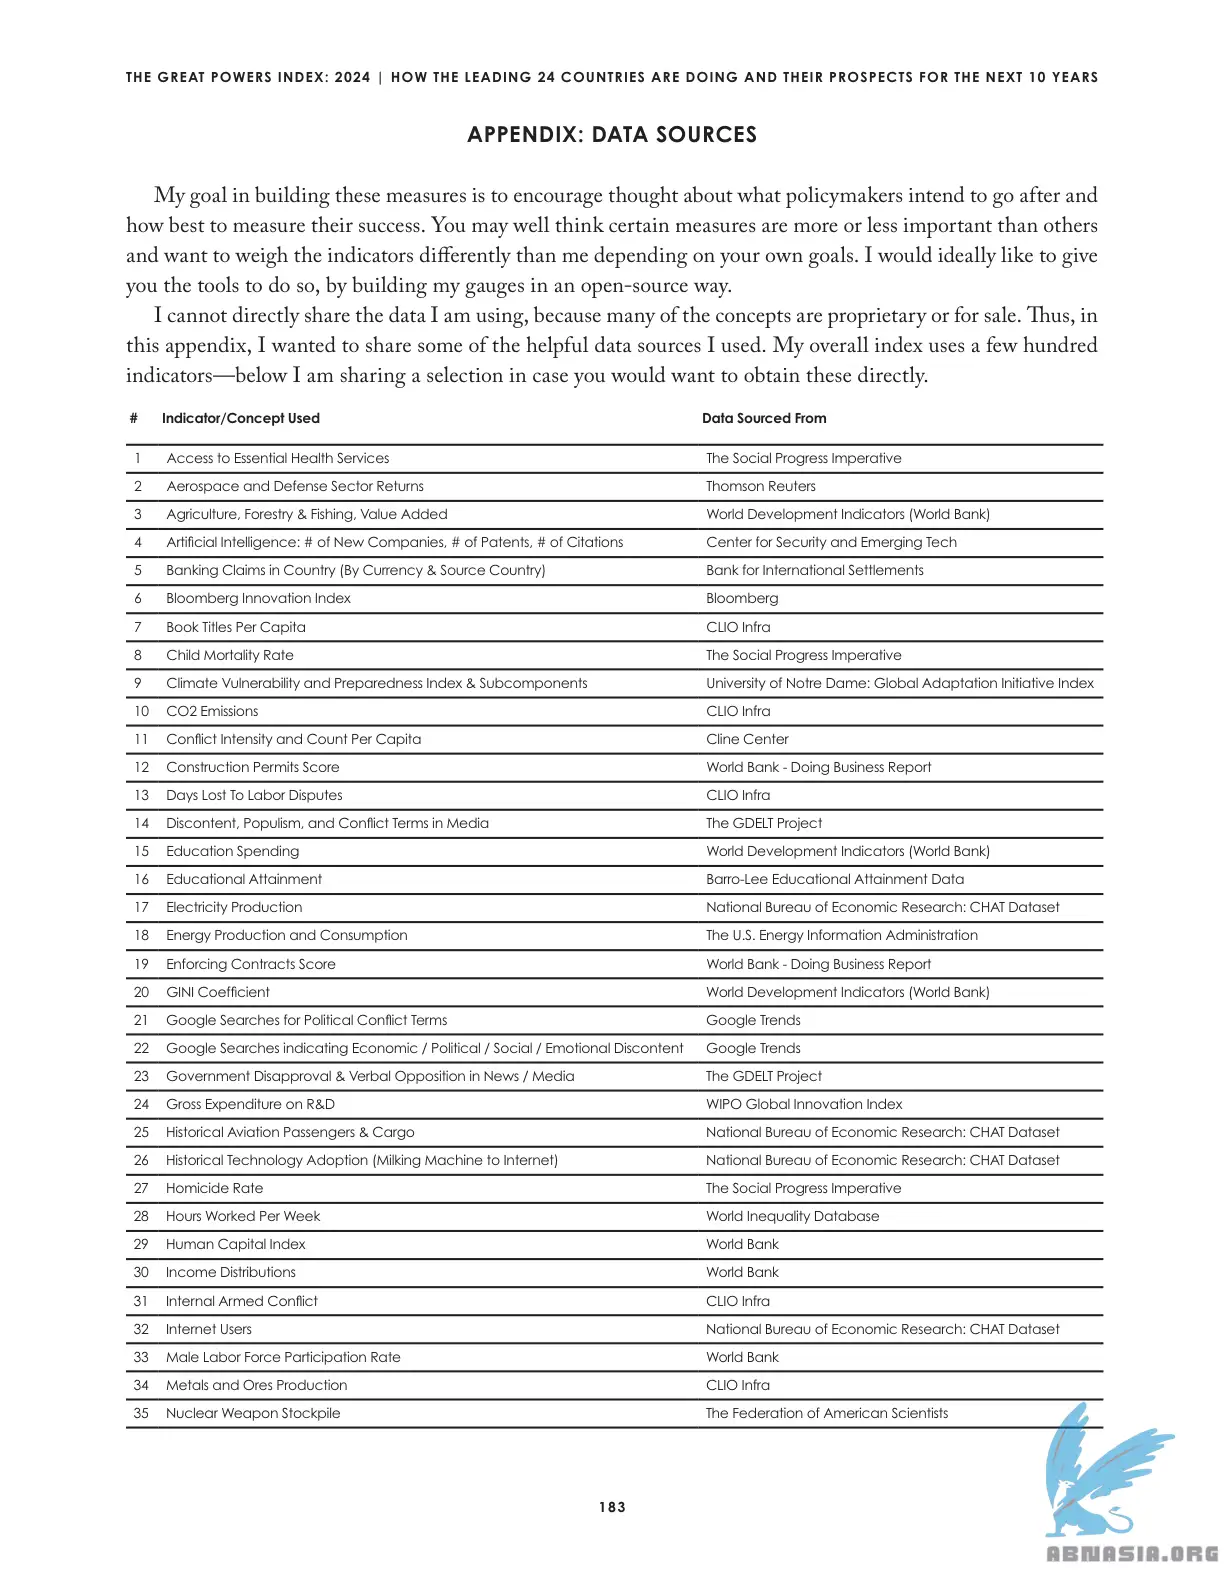 THE GREAT POWERS INDEX: 2024 | HOW THE LEADING 24 COUNTRIES ARE DOING AND THEIR PROSPECTS FOR THE NEXT 10 YEARS
APPENDIX: DATA SOURCES
My goal in building these measures is to encourage thought about what policymakers intend to go after and
how best to measure their success. You may well think certain measures are more or less important than others
and want to weigh the indicators differently than me depending on your own goals. I would ideally like to give
you the tools to do so, by building my gauges in an open-source way.
I cannot directly share the data I am using, because many of the concepts are proprietary or for sale. Thus, in
this appendix, I wanted to share some of the helpful data sources I used. My overall index uses a few hundred
indicators—below I am sharing a selection in case you would want to obtain these directly.
# Indicator/Concept Used Data Sourced From
1 Access to Essential Health Services The Social Progress Imperative
2 Aerospace and Defense Sector Returns Thomson Reuters
3 Agriculture, Forestry & Fishing, Value Added World Development Indicators (World Bank)
4 Artificial Intelligence: # of New Companies, # of Patents, # of Citations Center for Security and Emerging Tech
5 Banking Claims in Country (By Currency & Source Country) Bank for International Settlements
6 Bloomberg Innovation Index Bloomberg
7 Book Titles Per Capita CLIO Infra
8 Child Mortality Rate The Social Progress Imperative
9 Climate Vulnerability and Preparedness Index & Subcomponents University of Notre Dame: Global Adaptation Initiative Index
10 CO2 Emissions CLIO Infra
11 Conflict Intensity and Count Per Capita Cline Center
12 Construction Permits Score World Bank - Doing Business Report
13 Days Lost To Labor Disputes CLIO Infra
14 Discontent, Populism, and Conflict Terms in Media The GDELT Project
15 Education Spending World Development Indicators (World Bank)
16 Educational Attainment Barro-Lee Educational Attainment Data
17 Electricity Production National Bureau of Economic Research: CHAT Dataset
18 Energy Production and Consumption The U.S. Energy Information Administration
19 Enforcing Contracts Score World Bank - Doing Business Report
20 GINI Coefficient World Development Indicators (World Bank)
21 Google Searches for Political Conflict Terms Google Trends
22 Google Searches indicating Economic / Political / Social / Emotional Discontent Google Trends
23 Government Disapproval & Verbal Opposition in News / Media The GDELT Project
24 Gross Expenditure on R&D WIPO Global Innovation Index
25 Historical Aviation Passengers & Cargo National Bureau of Economic Research: CHAT Dataset
26 Historical Technology Adoption (Milking Machine to Internet) National Bureau of Economic Research: CHAT Dataset
27 Homicide Rate The Social Progress Imperative
28 Hours Worked Per Week World Inequality Database
29 Human Capital Index World Bank
30 Income Distributions World Bank
31 Internal Armed Conflict CLIO Infra
32 Internet Users National Bureau of Economic Research: CHAT Dataset
33 Male Labor Force Participation Rate World Bank
34 Metals and Ores Production CLIO Infra
35 Nuclear Weapon Stockpile The Federation of American Scientists
183
ABNASIA.ORG